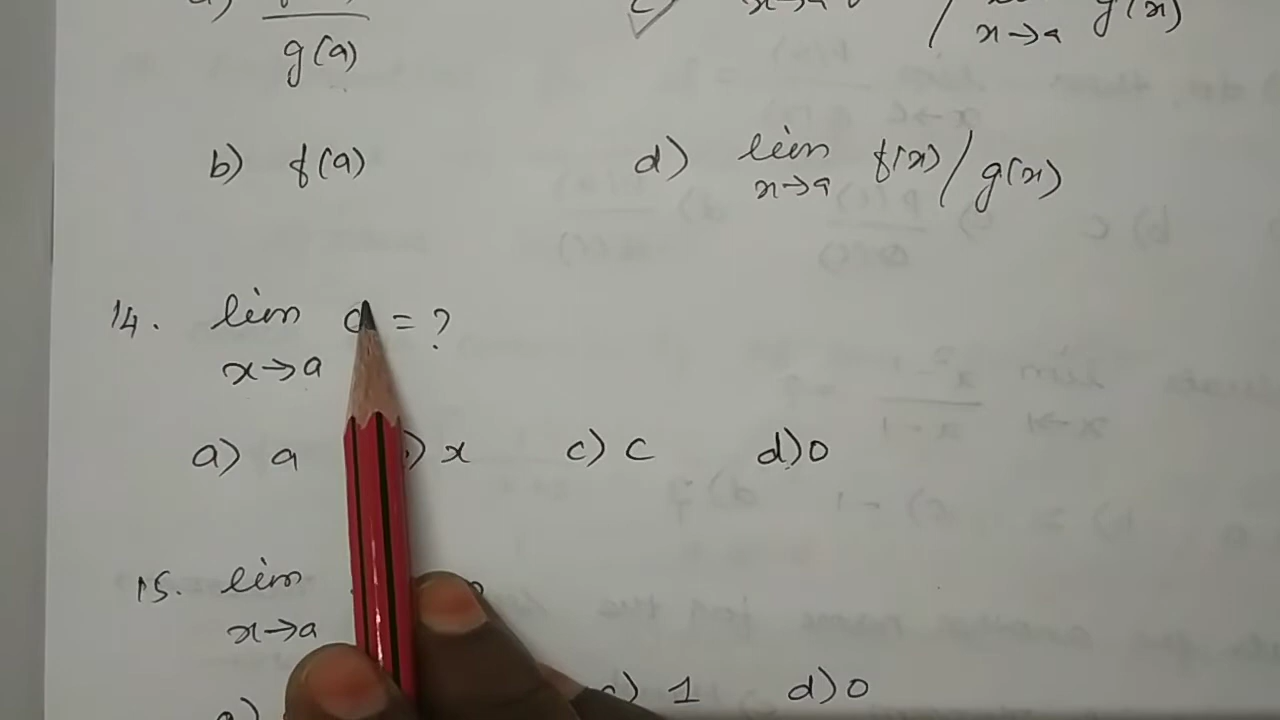 g(a)
x→a g(x)
b) f(a) d) lim f(x)/g(x)
x→a
14. lim c = ?
x→a
a) a ) x c) c d) 0
15. lim
x→a
) 1 d) 0